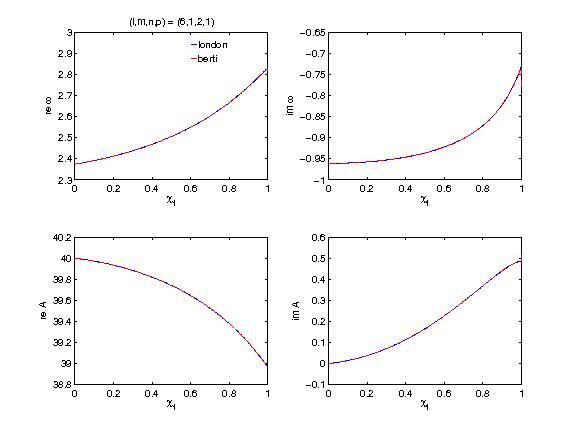 (l,m,n,p) = (6,1,2,1)
3
2.9
2.8
2.7
2.6
2.5
2.4
2.3
re ω
london
berti
0 0.2 0.4 0.6 0.8 1
χf
−0.65
−0.7
−0.75
−0.8
−0.85
−0.9
−0.95
−1
im ω
0 0.2 0.4 0.6 0.8 1
χf
40.2
40
39.8
39.6
39.4
39.2
39
38.8
re A
0 0.2 0.4 0.6 0.8 1
χf
0.6
0.5
0.4
0.3
0.2
0.1
0
−0.1
im A
0 0.2 0.4 0.6 0.8 1
χf